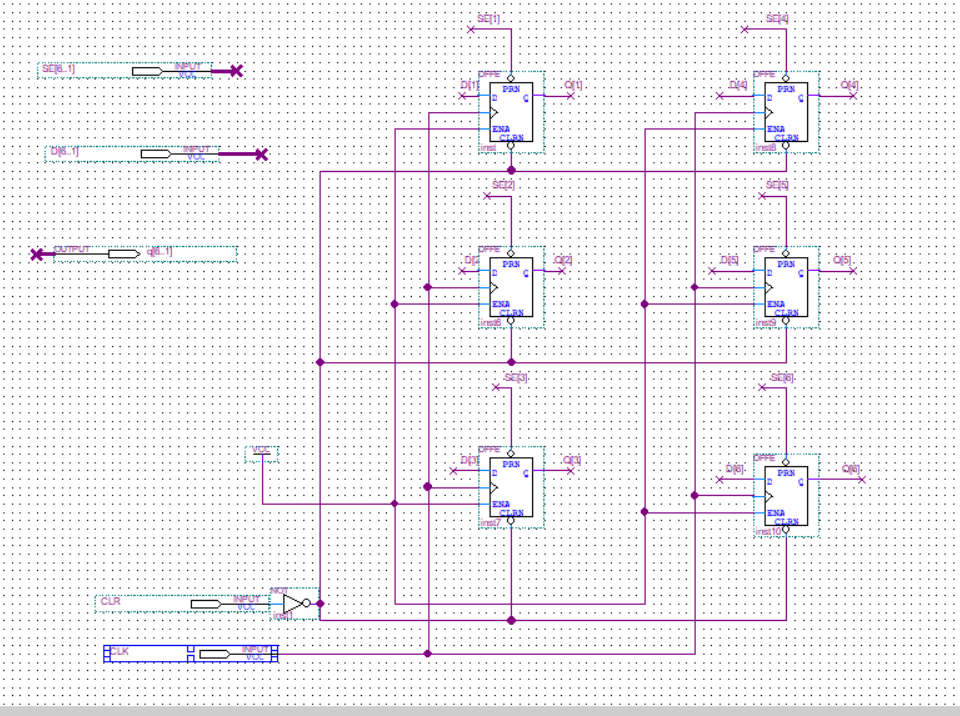 SE[1]
SE[4]
SE[6..1] INPUT VCC
DFFE
DFFE
PRN
PRN
D[1] D Q Q[1]
D[4] D Q Q[4]
ENA
ENA
CLRN
CLRN
inst
inst8
D[6..1] INPUT VCC
SE[2]
SE[5]
OUTPUT q[6..1]
DFFE
DFFE
PRN
PRN
D[2 D Q Q[2]
D[5] D Q Q[5]
ENA
ENA
CLRN
CLRN
inst6
inst9
SE[3]
SE[6]
VCC
DFFE
DFFE
PRN
PRN
D[3] D Q Q[3]
D[6] D Q Q[6]
ENA
ENA
CLRN
CLRN
inst7
inst10
NOT
CLR INPUT VCC
CLK INPUT VCC